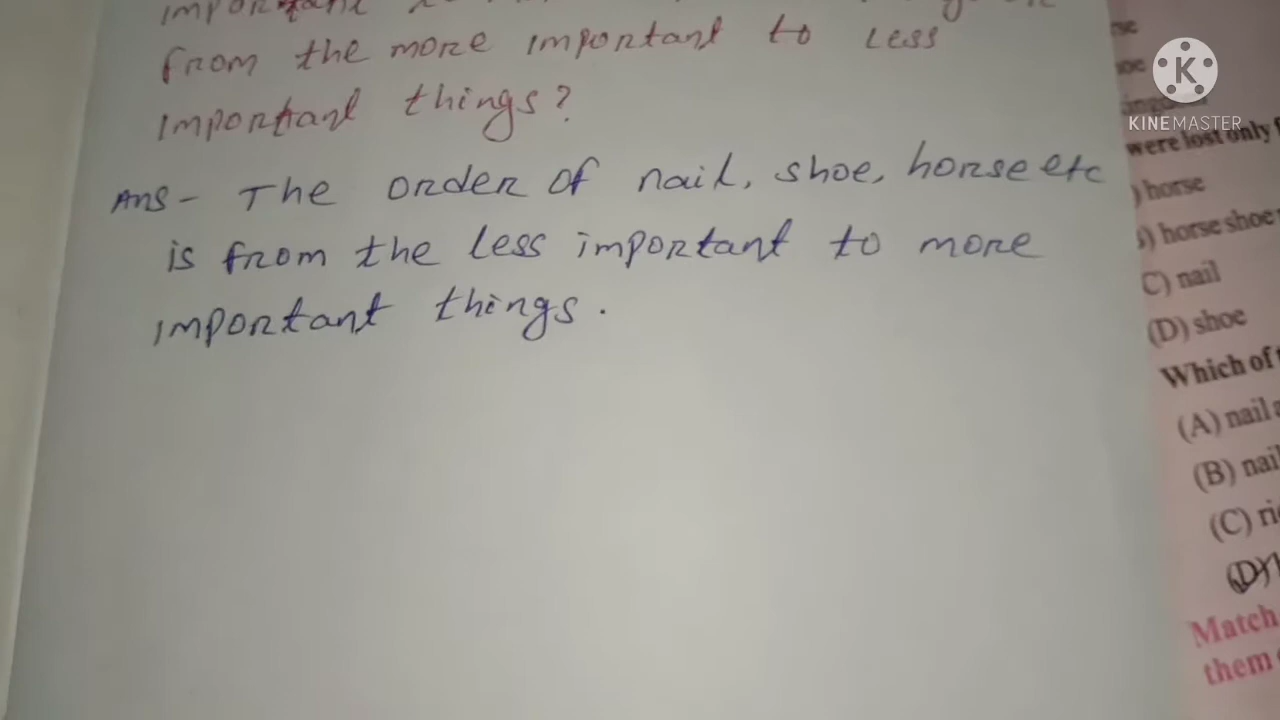 important
from the more important to less
important things?
Ans - The order of nail, shoe, horse etc
is from the less important to more
important things.
KINEMASTER
were lost only
horse
horse shoe
C) nail
(D) shoe
Which of
(A) nail
(B) nail
(C)
(D)
Match
them